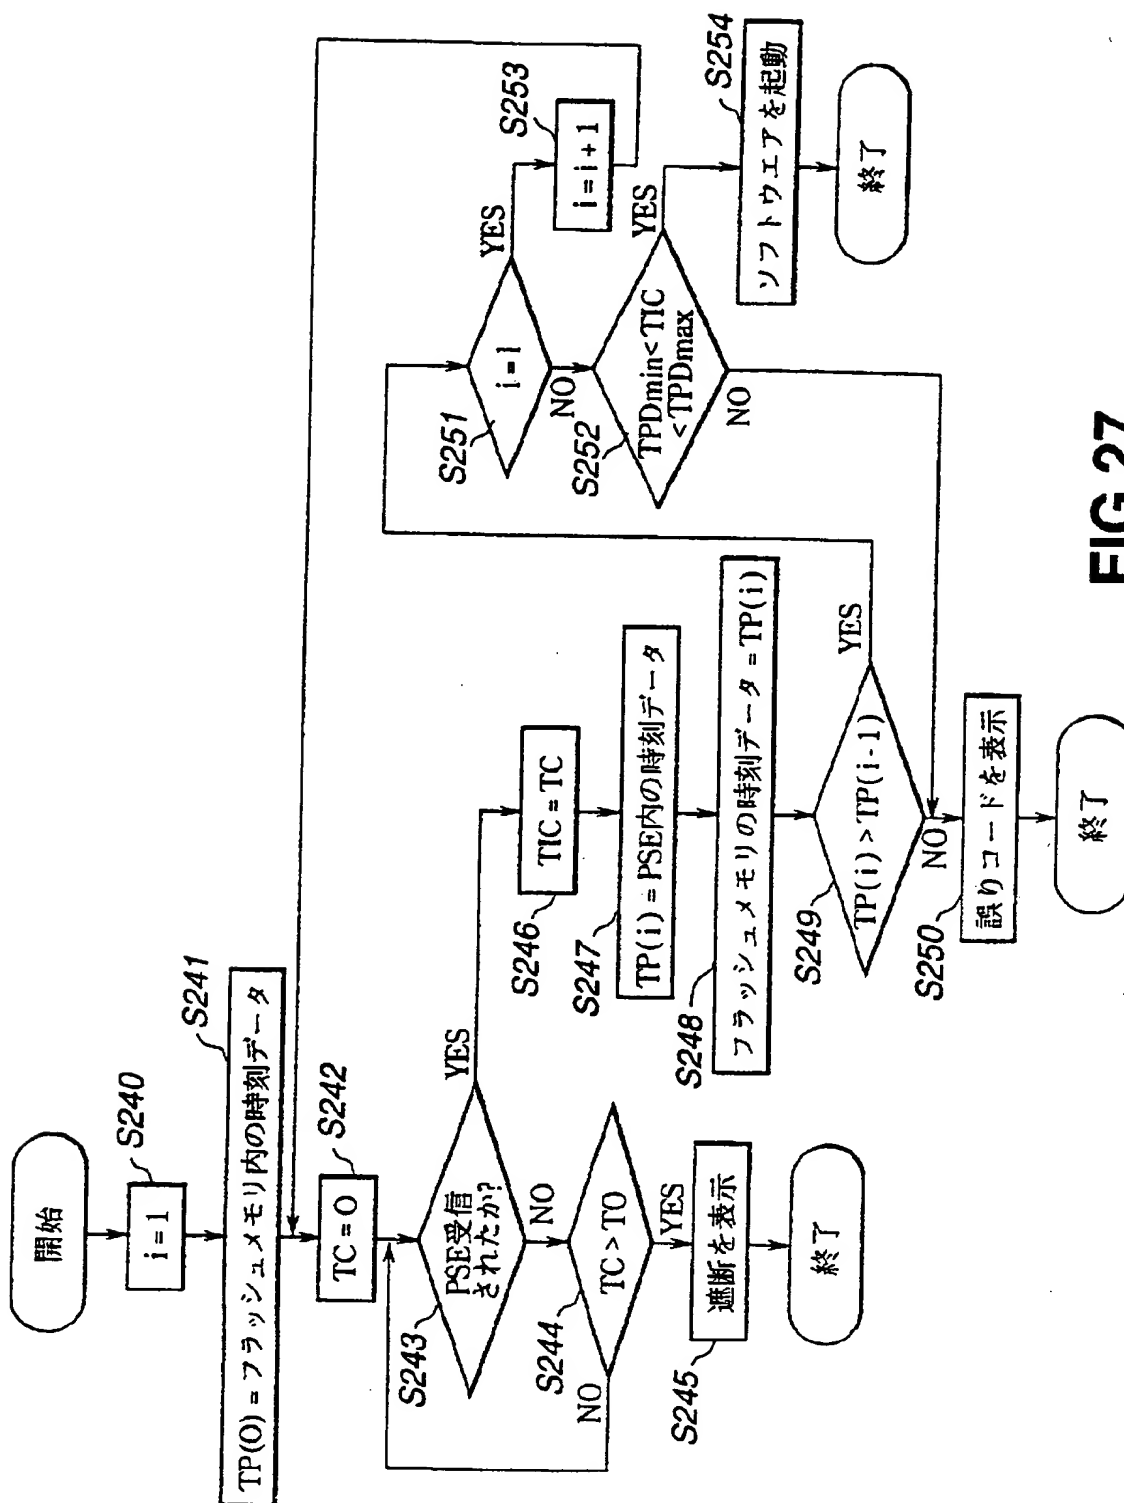 開始
S240
i=1
S241
TP(0)=フラッシュメモリ内の時刻データ
S242
TC=0
S243
PSE受信
されたか?
YES
NO
S244
TC>TO
NO
YES
S245
遮断を表示
終了
S246
TIC=TC
S247
TP(i)=PSE内の時刻データ
S248
フラッシュメモリの時刻データ=TP(i)
S249
TP(i)>TP(i-1)
YES
NO
S250
誤りコードを表示
終了
S251
i=1
YES
NO
S252
TPDmin<TIC
<TPDmax
YES
NO
S253
i=i+1
S254
ソフトウエアを起動
終了
FIG.27